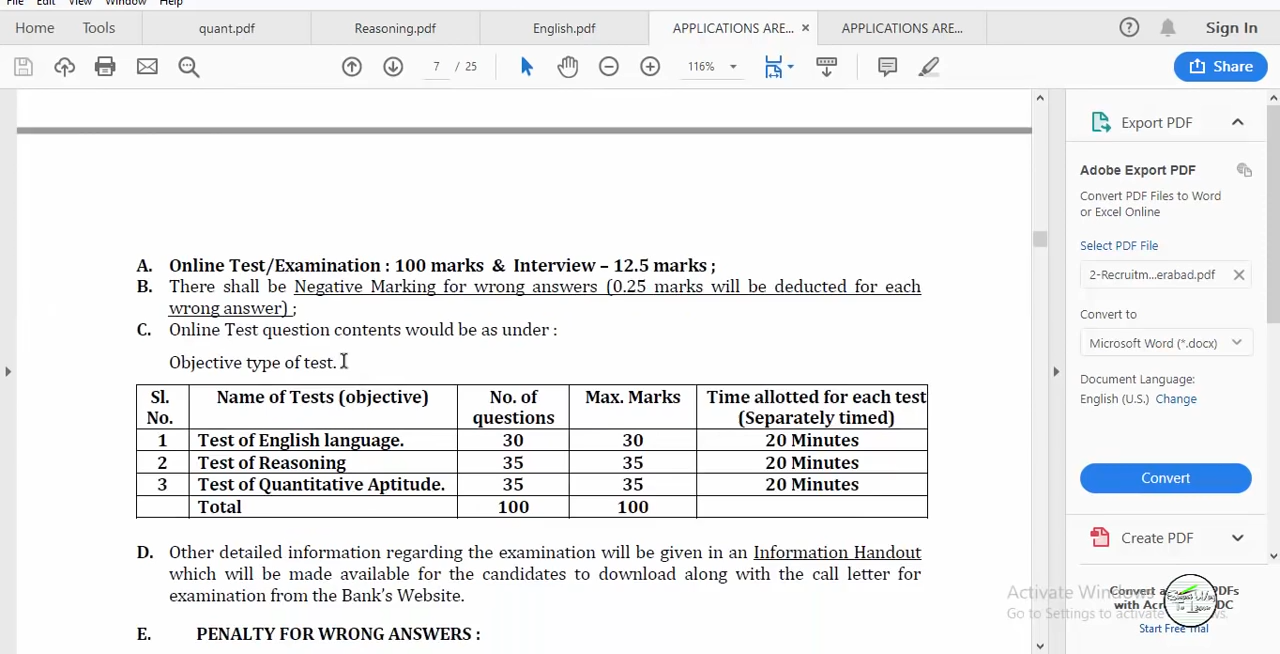 File Edit View Window Help
Home Tools quant.pdf Reasoning.pdf English.pdf APPLICATIONS ARE... × APPLICATIONS ARE... Sign In
7 / 25 116% Share
Export PDF
Adobe Export PDF
Convert PDF Files to Word
or Excel Online
Select PDF File
2-Recruitm...erabad.pdf
Convert to
Microsoft Word (*.docx)
Document Language:
English (U.S.) Change
Convert
Create PDF
A. Online Test/Examination : 100 marks & Interview – 12.5 marks ;
B. There shall be Negative Marking for wrong answers (0.25 marks will be deducted for each
wrong answer) ;
C. Online Test question contents would be as under :
Objective type of test.
Sl. No. Name of Tests (objective) No. of questions Max. Marks Time allotted for each test (Separately timed)
1 Test of English language. 30 30 20 Minutes
2 Test of Reasoning 35 35 20 Minutes
3 Test of Quantitative Aptitude. 35 35 20 Minutes
Total 100 100
D. Other detailed information regarding the examination will be given in an Information Handout
which will be made available for the candidates to download along with the call letter for
examination from the Bank's Website.
E. PENALTY FOR WRONG ANSWERS :
Activate Windows
Go to Settings to activate Windows.
Convert PDFs
with Acr DC
Start Free Trial